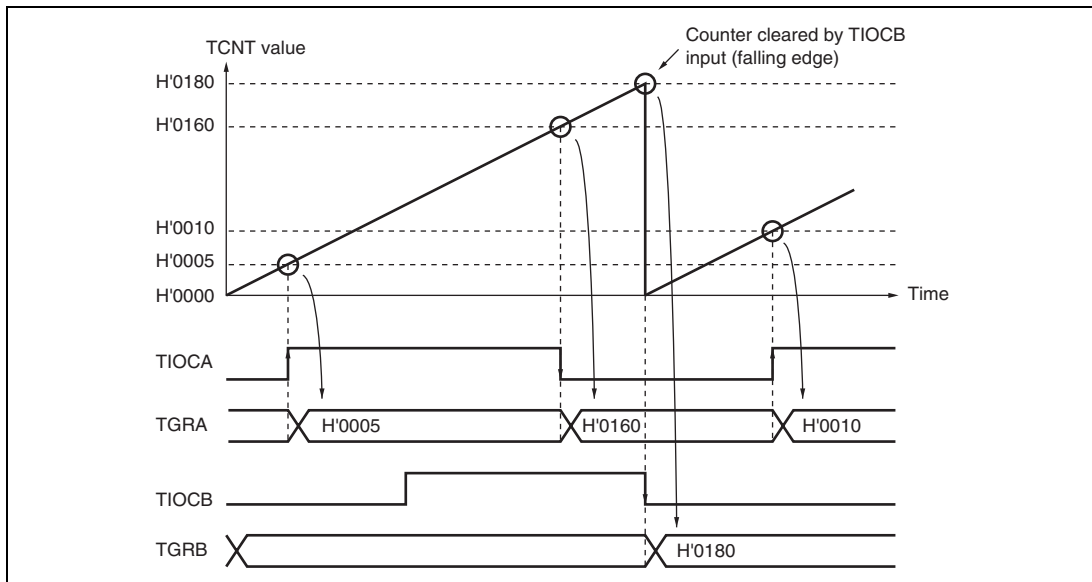 Counter cleared by TIOCB
input (falling edge)
TCNT value
H'0180
H'0160
H'0010
H'0005
H'0000
Time
TIOCA
TGRA
H'0005
H'0160
H'0010
TIOCB
TGRB
H'0180